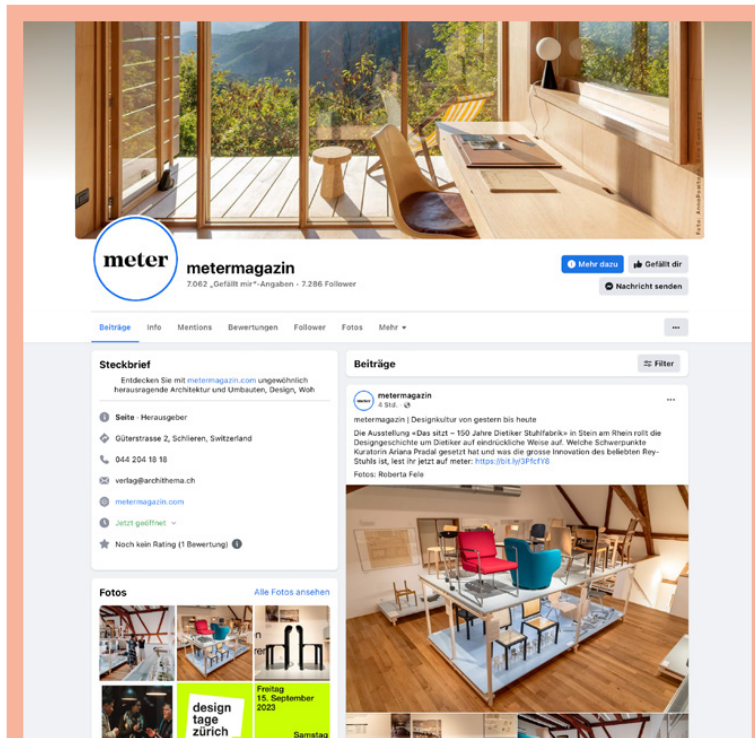 meter
metermagazin
7.062 „Gefällt mir“-Angaben • 7.286 Follower
Mehr dazu
Gefällt dir
Nachricht senden
Beiträge Info Mentions Bewertungen Follower Fotos Mehr
Steckbrief
Entdecken Sie mit metermagazin.com ungewöhnlich
herausragende Architektur und Umbauten, Design, Woh
Seite · Herausgeber
Güterstrasse 2, Schlieren, Switzerland
044 204 18 18
verlag@archithema.ch
metermagazin.com
Jetzt geöffnet
Noch kein Rating (1 Bewertung)
Fotos
Alle Fotos ansehen
design
tage
zürich
Freitag
15. September
2023
Samstag
Beiträge
Filter
meter
metermagazin
4 Std. ·
metermagazin | Designkultur von gestern bis heute
Die Ausstellung «Das sitzt – 150 Jahre Dietiker Stuhlfabrik» in Stein am Rhein rollt die
Designgeschichte um Dietiker auf eindrückliche Weise auf. Welche Schwerpunkte
Kuratorin Ariana Pradal gesetzt hat und was die grosse Innovation des beliebten Rey-
Stuhls ist, lest ihr jetzt auf meter: https://bit.ly/3PfcfY8
Fotos: Roberta Fele